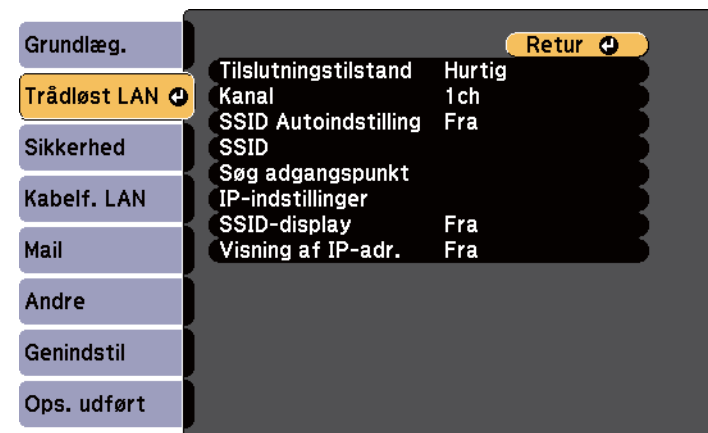 Grundlæg.
Trådløst LAN
Sikkerhed
Kabelf. LAN
Mail
Andre
Genindstil
Ops. udført
Retur
Tilslutningstilstand Hurtig
Kanal 1ch
SSID Autoindstilling Fra
SSID
Søg adgangspunkt
IP-indstillinger
SSID-display Fra
Visning af IP-adr. Fra